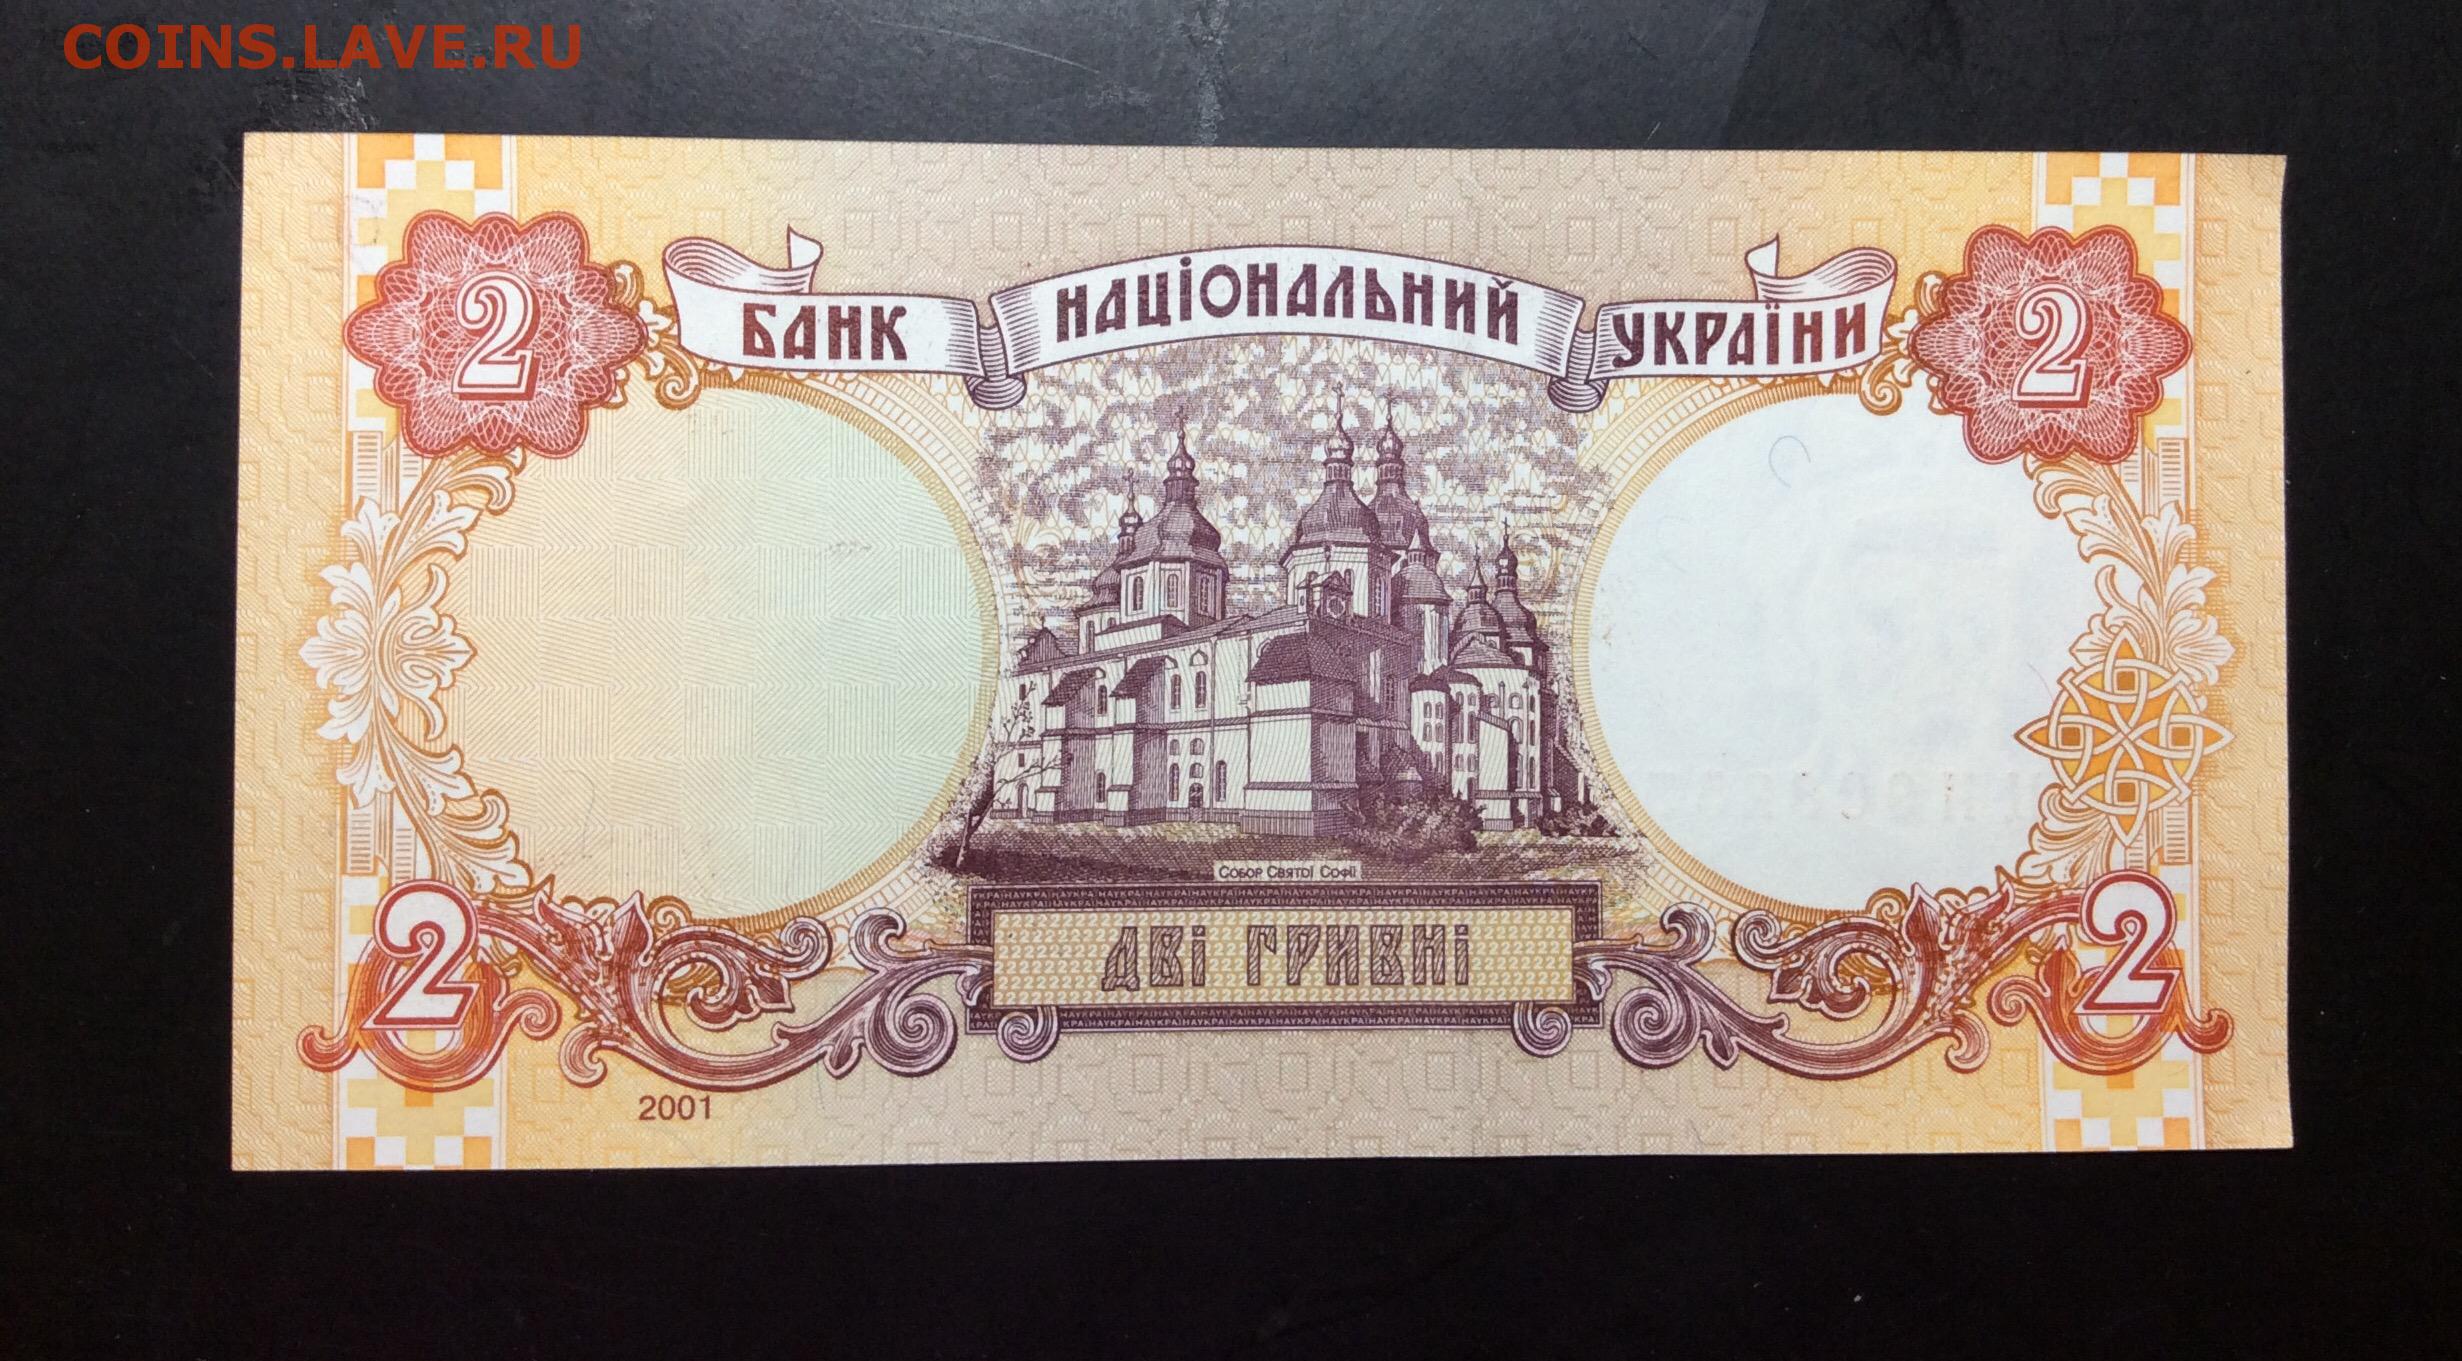 COINS.LAVE.RU
2 БАНК НАЦІОНАЛЬНИЙ УКРАЇНИ 2
СОБОР СВЯТОЇ СОФІЇ
2 ДВІ ГРИВНІ 2
2001